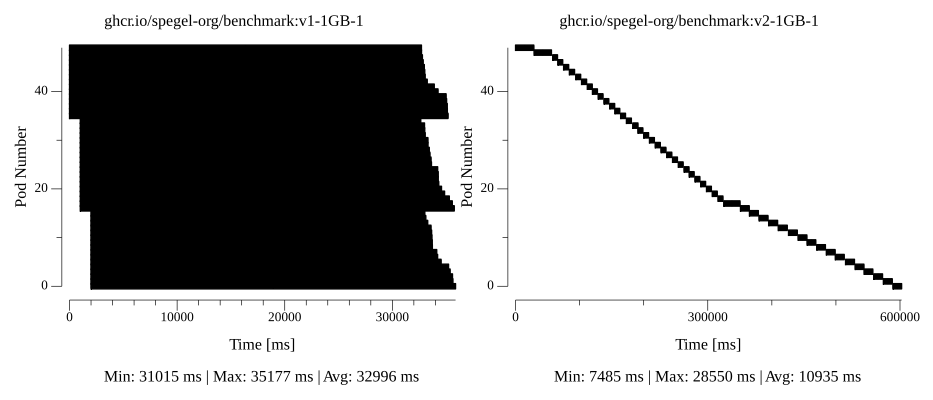 ghcr.io/spegel-org/benchmark:v1-1GB-1
40
20
0
Pod Number
0 10000 20000 30000
Time [ms]
Min: 31015 ms | Max: 35177 ms | Avg: 32996 ms
ghcr.io/spegel-org/benchmark:v2-1GB-1
40
20
0
Pod Number
0 300000 600000
Time [ms]
Min: 7485 ms | Max: 28550 ms | Avg: 10935 ms